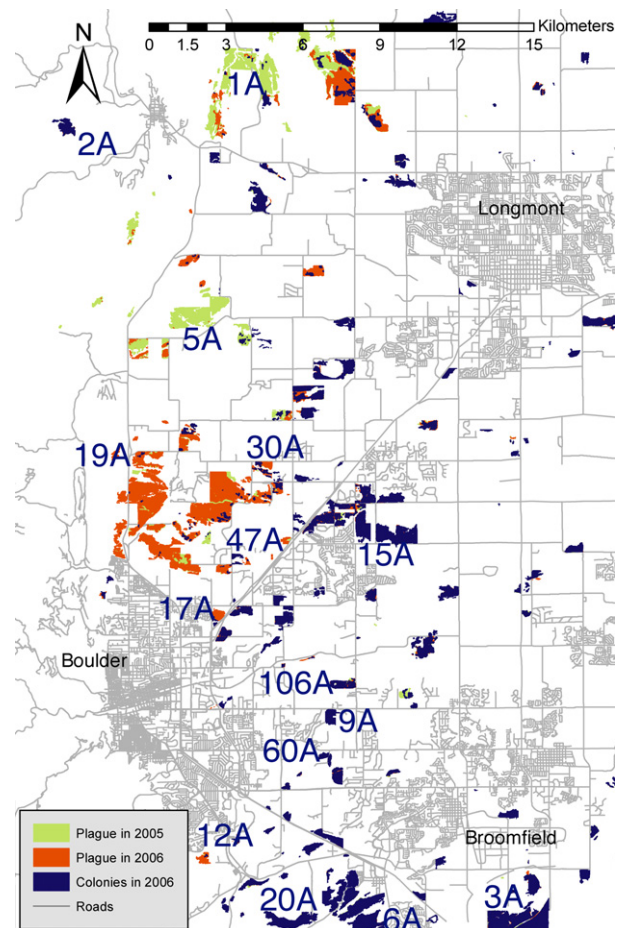 N
Kilometers
0 1.5 3 6 9 12 15
1A
2A
Longmont
5A
19A
30A
47A
15A
17A
Boulder
106A
9A
60A
12A
Broomfield
20A
6A
3A
Plague in 2005
Plague in 2006
Colonies in 2006
Roads